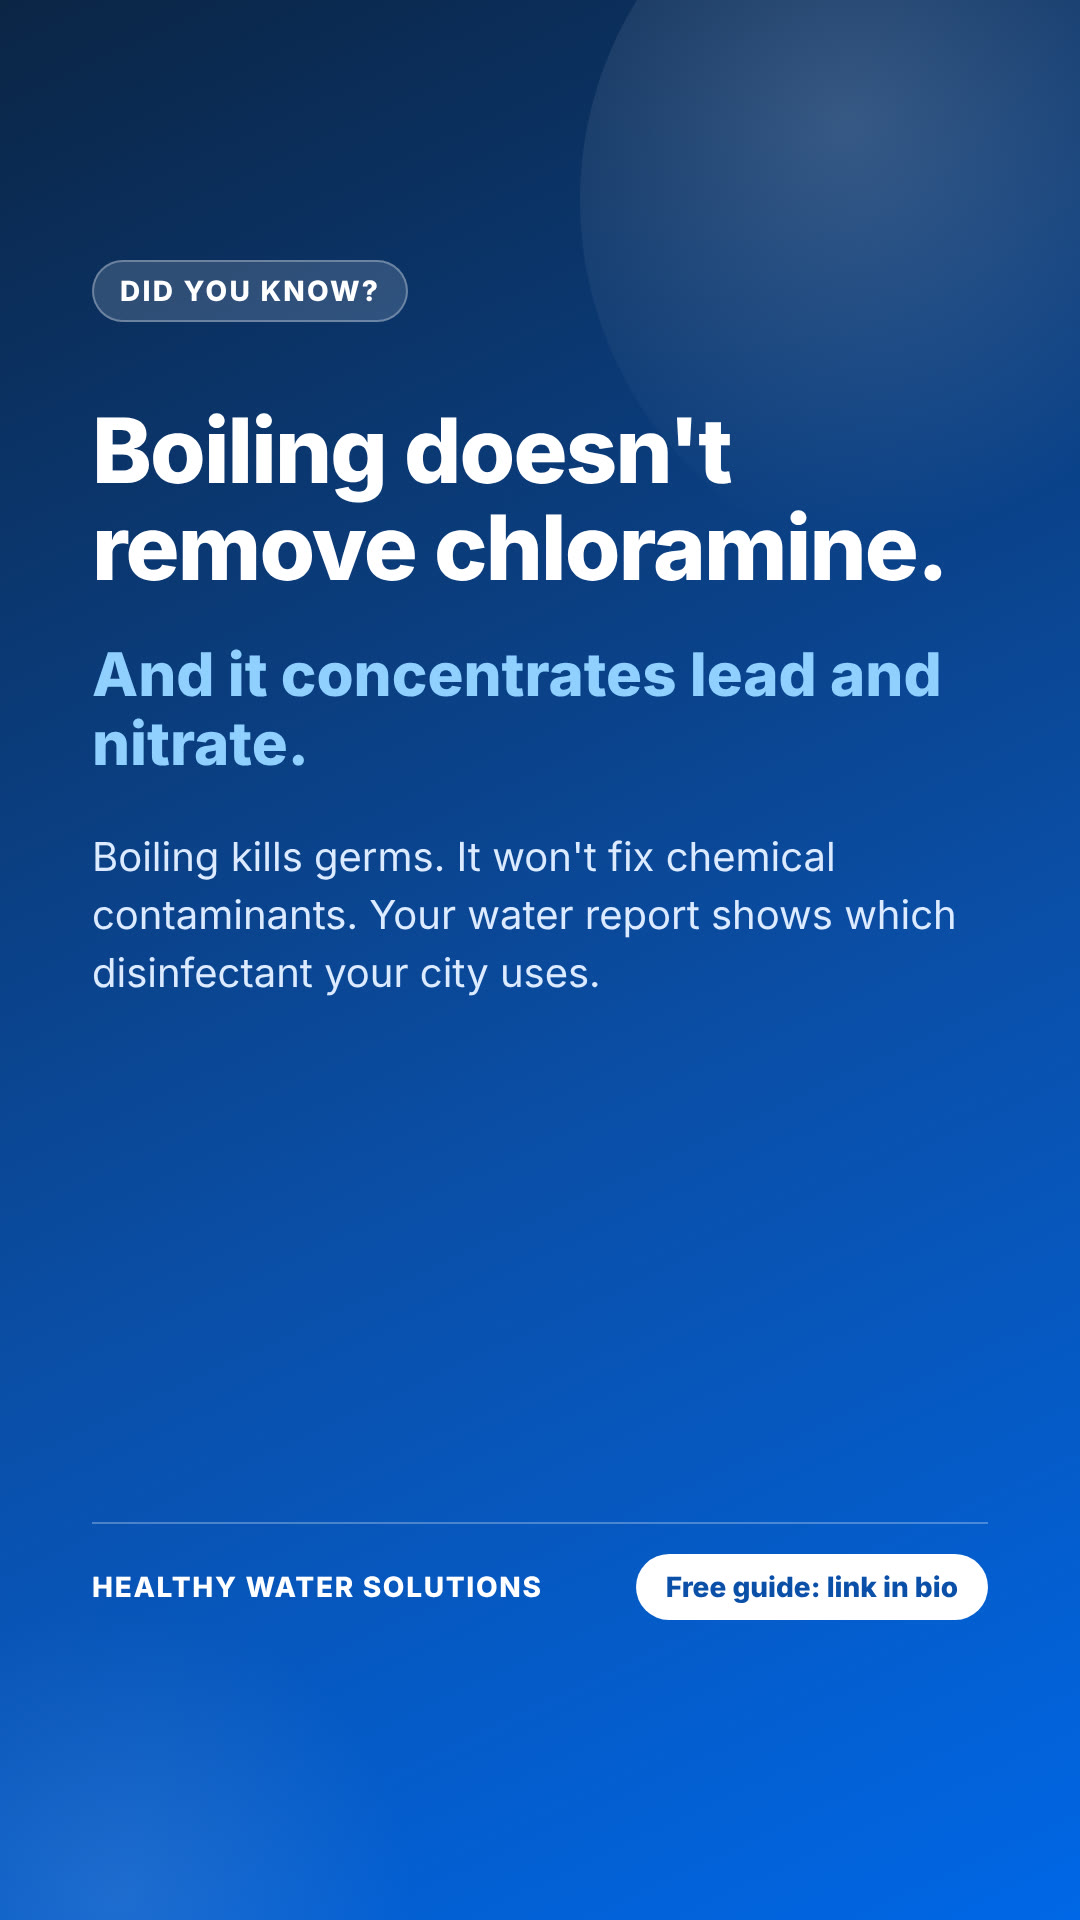 DID YOU KNOW?
Boiling doesn't
remove chloramine.
And it concentrates lead and
nitrate.
Boiling kills germs. It won't fix chemical
contaminants. Your water report shows which
disinfectant your city uses.
HEALTHY WATER SOLUTIONS
Free guide: link in bio